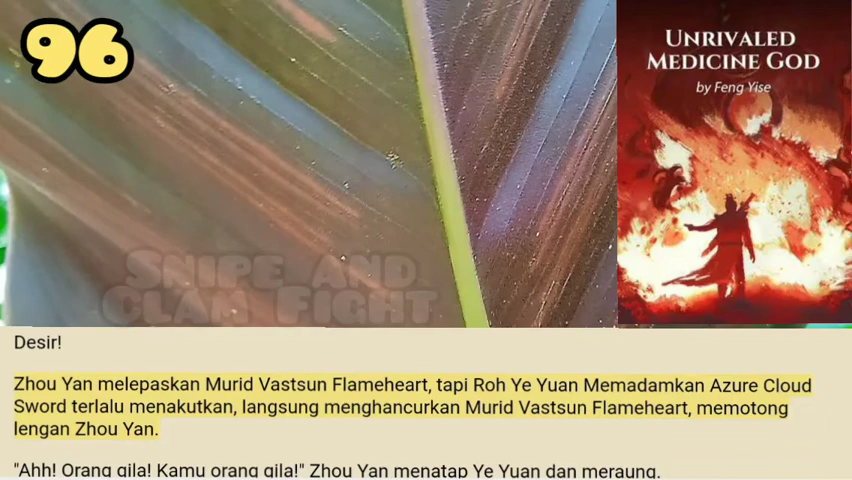 96
UNRIVALED
MEDICINE GOD
by Feng Yise
SNIPE AND
CLAM FIGHT
Desir!
Zhou Yan melepaskan Murid Vastsun Flameheart, tapi Roh Ye Yuan Memadamkan Azure Cloud
Sword terlalu menakutkan, langsung menghancurkan Murid Vastsun Flameheart, memotong
lengan Zhou Yan.
"Ahh! Orang gila! Kamu orang gila!" Zhou Yan menatap Ye Yuan dan meraung.